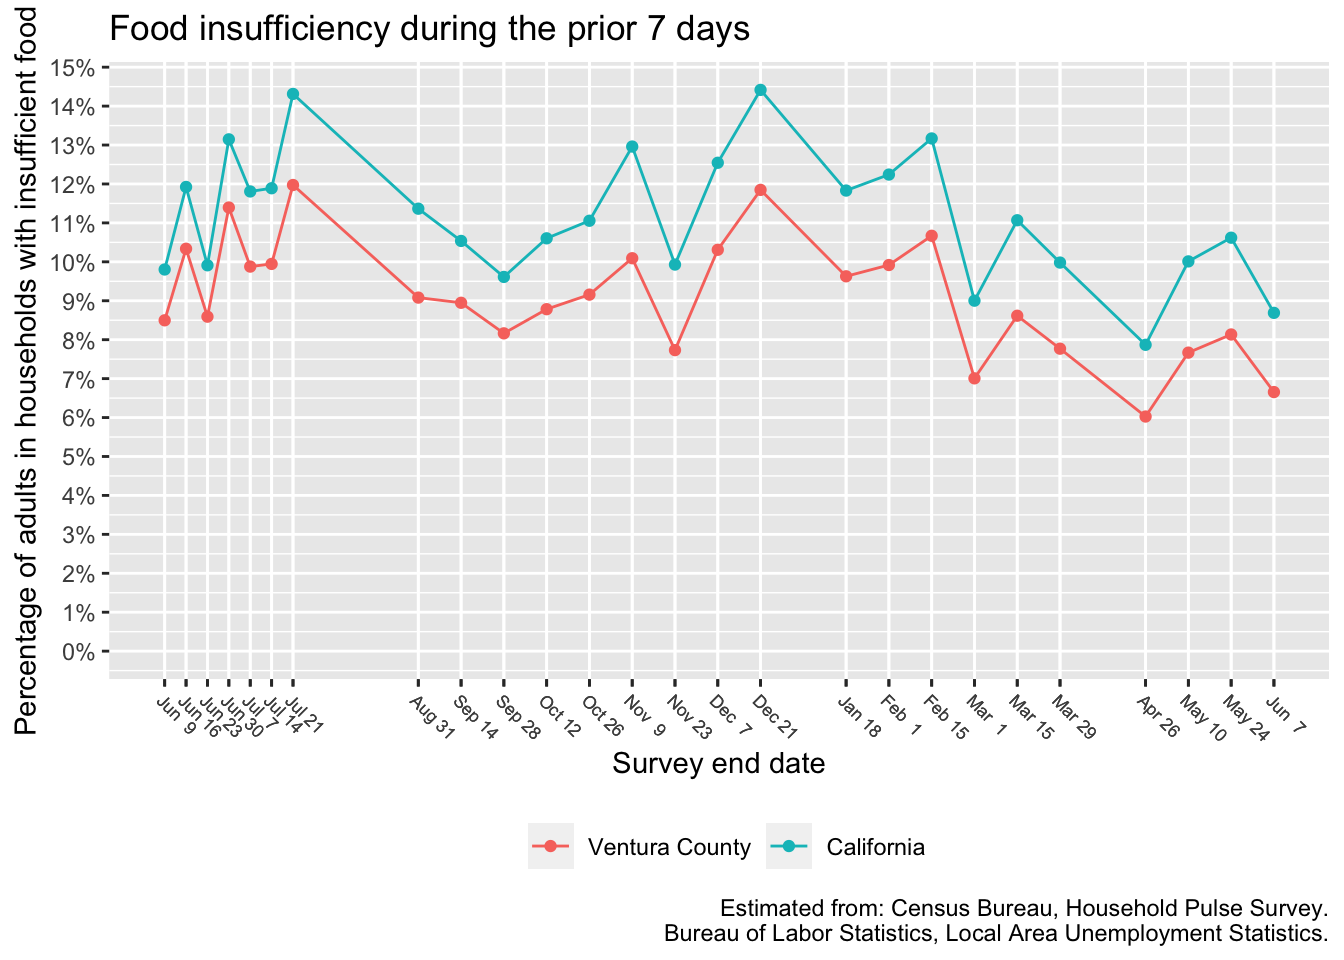 Food insufficiency during the prior 7 days
Percentage of adults in households with insufficient food
15%
14%
13%
12%
11%
10%
9%
8%
7%
6%
5%
4%
3%
2%
1%
0%
Jun 9
Jun 16
Jun 23
Jun 30
Jul 7
Jul 14
Jul 21
Aug 31
Sep 14
Sep 28
Oct 12
Oct 26
Nov 9
Nov 23
Dec 7
Dec 21
Jan 18
Feb 1
Feb 15
Mar 1
Mar 15
Mar 29
Apr 26
May 10
May 24
Jun 7
Survey end date
Ventura County
California
Estimated from: Census Bureau, Household Pulse Survey.
Bureau of Labor Statistics, Local Area Unemployment Statistics.